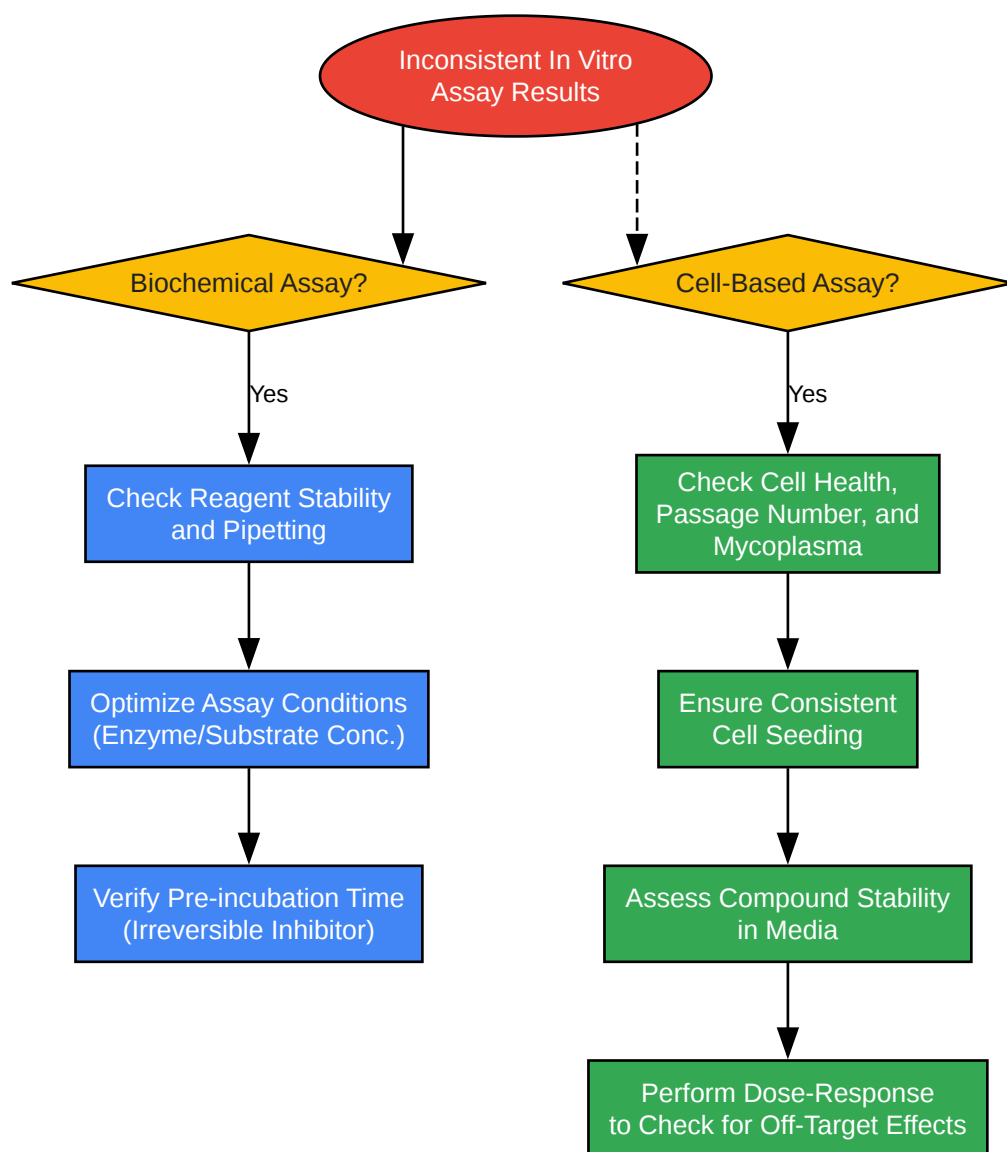 Inconsistent In Vitro
Assay Results
Biochemical Assay?
Cell-Based Assay?
Yes
Yes
Check Reagent Stability
and Pipetting
Check Cell Health,
Passage Number, and
Mycoplasma
Optimize Assay Conditions
(Enzyme/Substrate Conc.)
Ensure Consistent
Cell Seeding
Verify Pre-incubation Time
(Irreversible Inhibitor)
Assess Compound Stability
in Media
Perform Dose-Response
to Check for Off-Target Effects